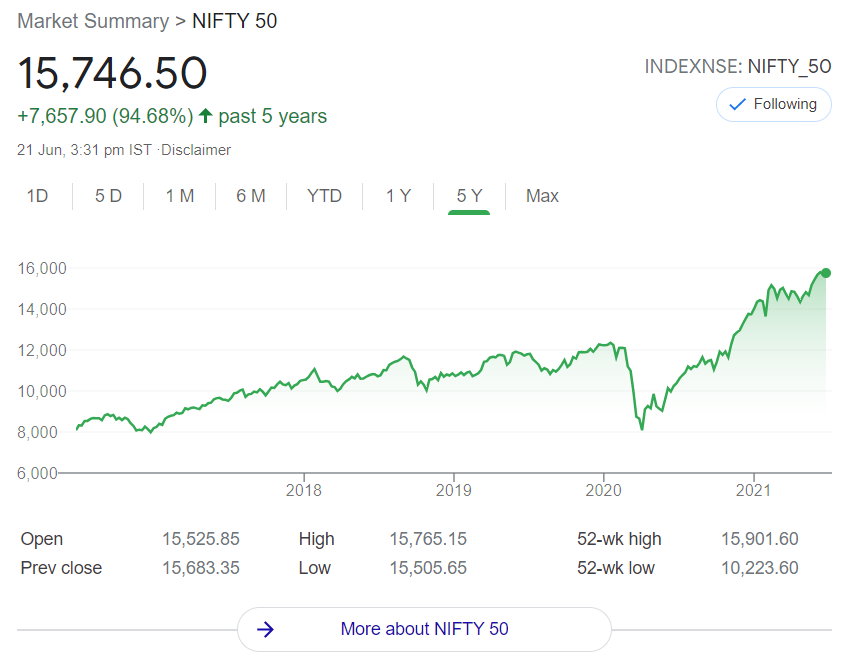 Market Summary > NIFTY 50
15,746.50
INDEXNSE: NIFTY_50
+7,657.90 (94.68%) ↑ past 5 years
Following
21 Jun, 3:31 pm IST ·Disclaimer
1D 5 D 1 M 6 M YTD 1 Y 5 Y Max
16,000
14,000
12,000
10,000
8,000
6,000
2018 2019 2020 2021
Open 15,525.85 High 15,765.15 52-wk high 15,901.60
Prev close 15,683.35 Low 15,505.65 52-wk low 10,223.60
→ More about NIFTY 50